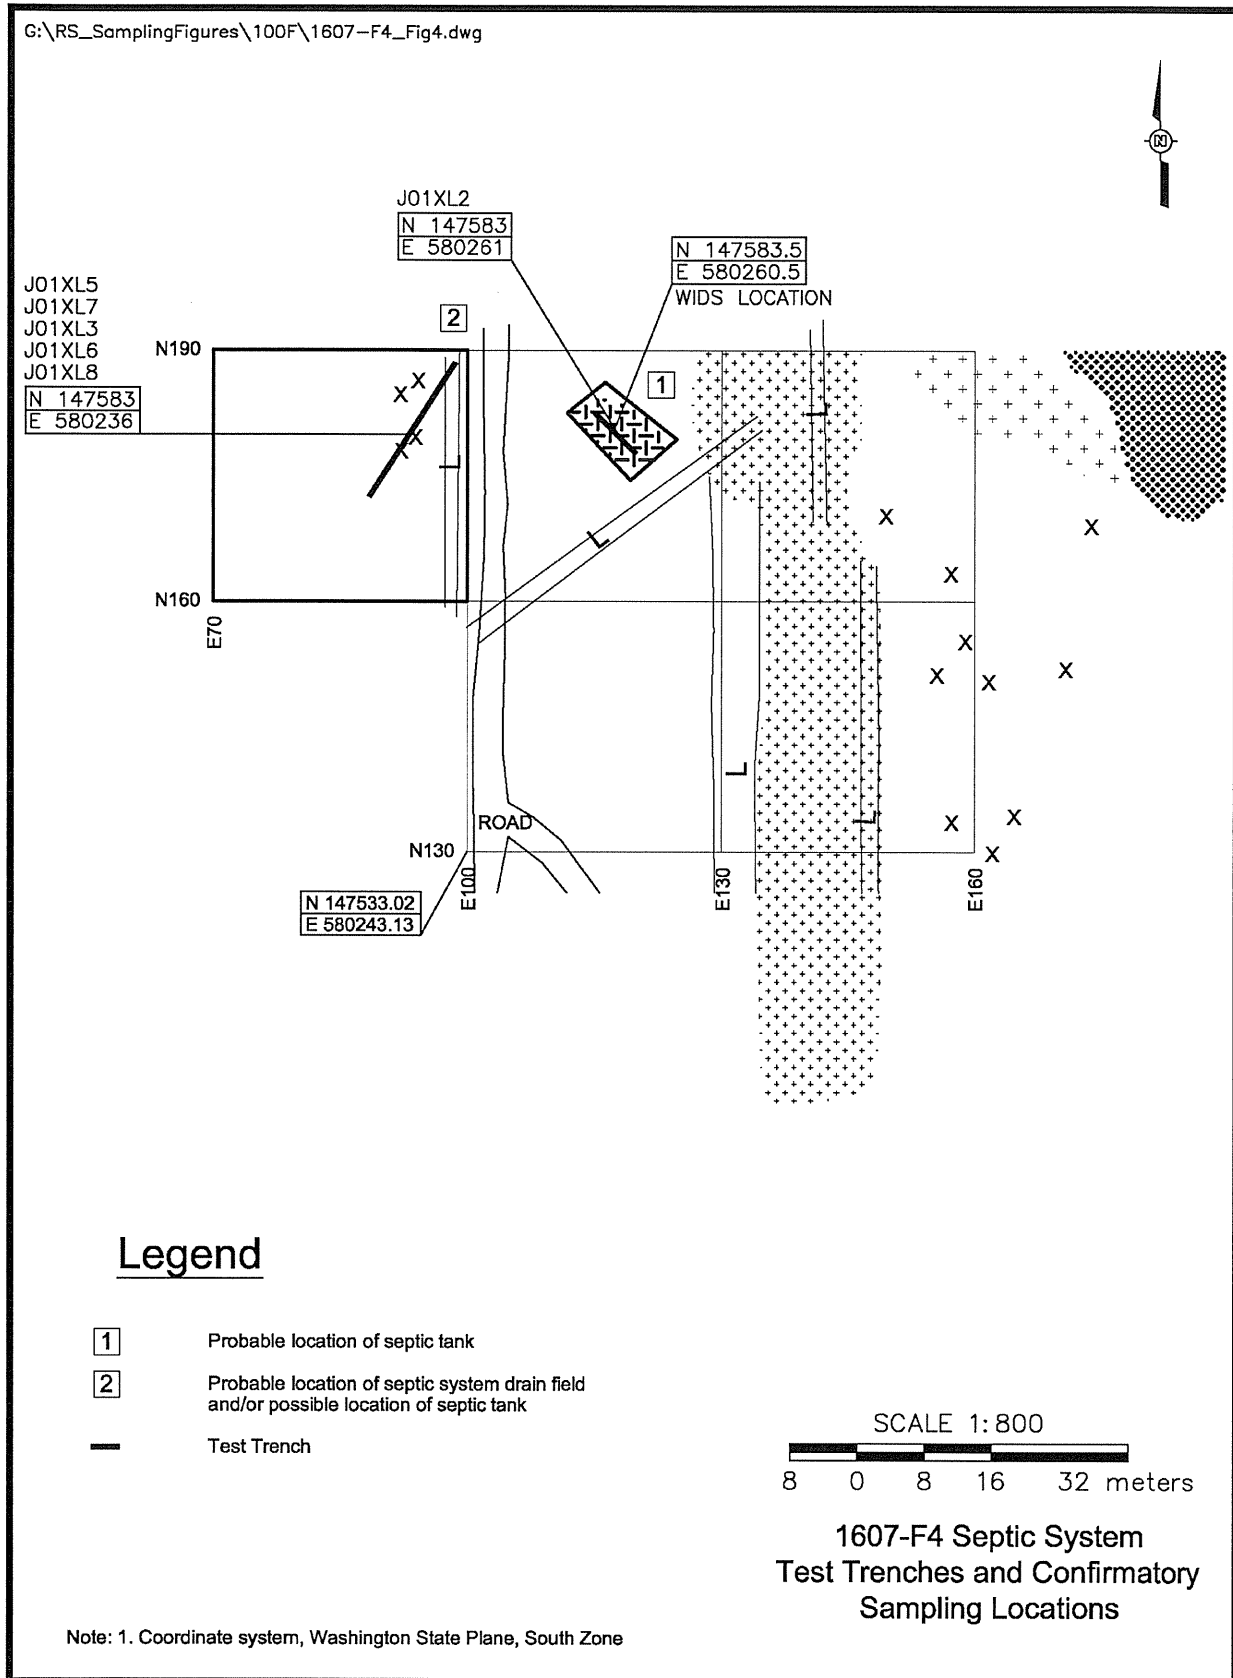 G:\RS_SamplingFigures\100F\1607-F4_Fig4.dwg
N
J01XL2
N 147583
E 580261
N 147583.5
E 580260.5
WIDS LOCATION
J01XL5
J01XL7
J01XL3
J01XL6
J01XL8
N 147583
E 580236
2
N190
1
X X
X X
L
L
L
X
X
X
N160
E70
X
X
X
X
L
L
X
X
X
ROAD
N130
E100
E130
E160
N 147533.02
E 580243.13
Legend
1 Probable location of septic tank
2 Probable location of septic system drain field
and/or possible location of septic tank
Test Trench
SCALE 1:800
8 0 8 16 32 meters
1607-F4 Septic System
Test Trenches and Confirmatory
Sampling Locations
Note: 1. Coordinate system, Washington State Plane, South Zone